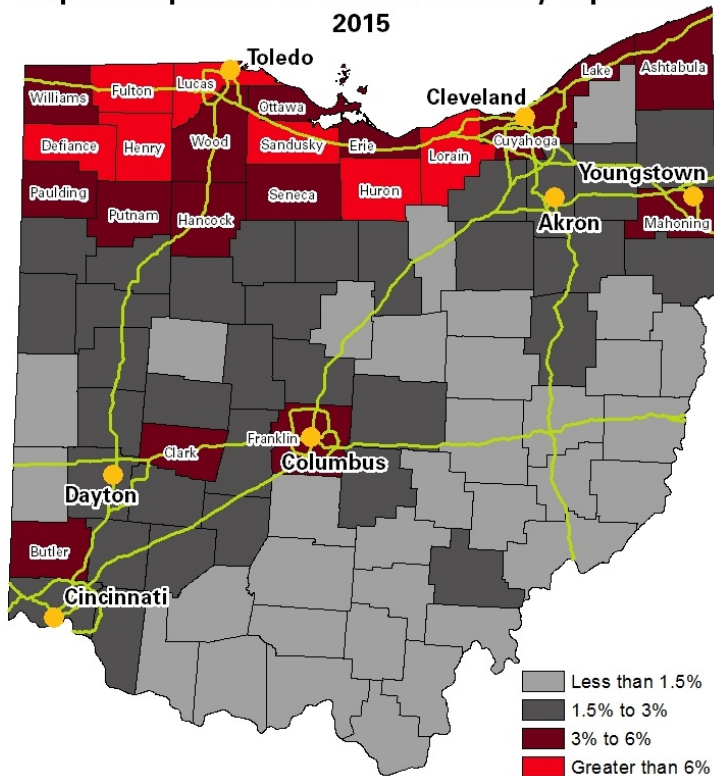 2015
Toledo
Lake
Ashtabula
Fulton
Lucas
Williams
Ottawa
Cleveland
Defiance
Henry
Wood
Sandusky
Erie
Lorain
Cuyahoga
Youngstown
Paulding
Putnam
Hancock
Seneca
Huron
Akron
Mahoning
Clark
Franklin
Columbus
Dayton
Butler
Cincinnati
Less than 1.5%
1.5% to 3%
3% to 6%
Greater than 6%